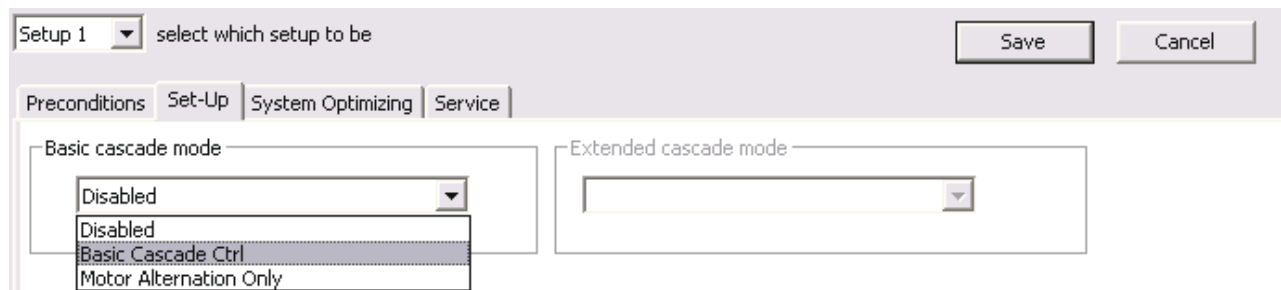 Setup 1 select which setup to be Save Cancel
Preconditions Set-Up System Optimizing Service
Basic cascade mode Extended cascade mode
Disabled
Disabled
Basic Cascade Ctrl
Motor Alternation Only